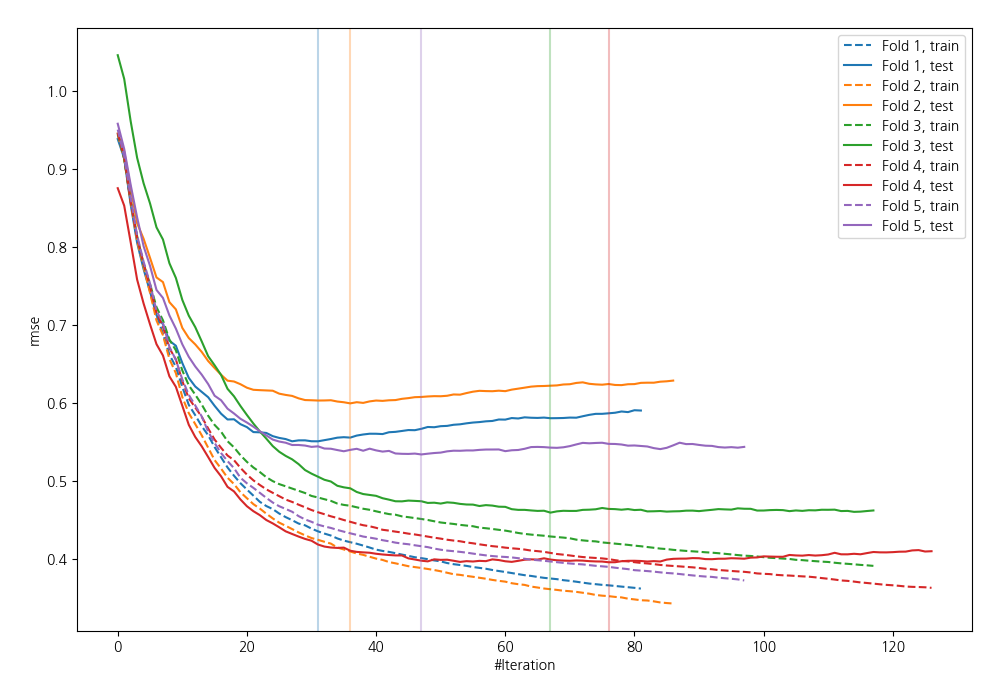 Fold 1, train
Fold 1, test
Fold 2, train
Fold 2, test
Fold 3, train
Fold 3, test
Fold 4, train
Fold 4, test
Fold 5, train
Fold 5, test
1.0
0.9
0.8
0.7
0.6
0.5
0.4
rmse
0 20 40 60 80 100 120
#Iteration